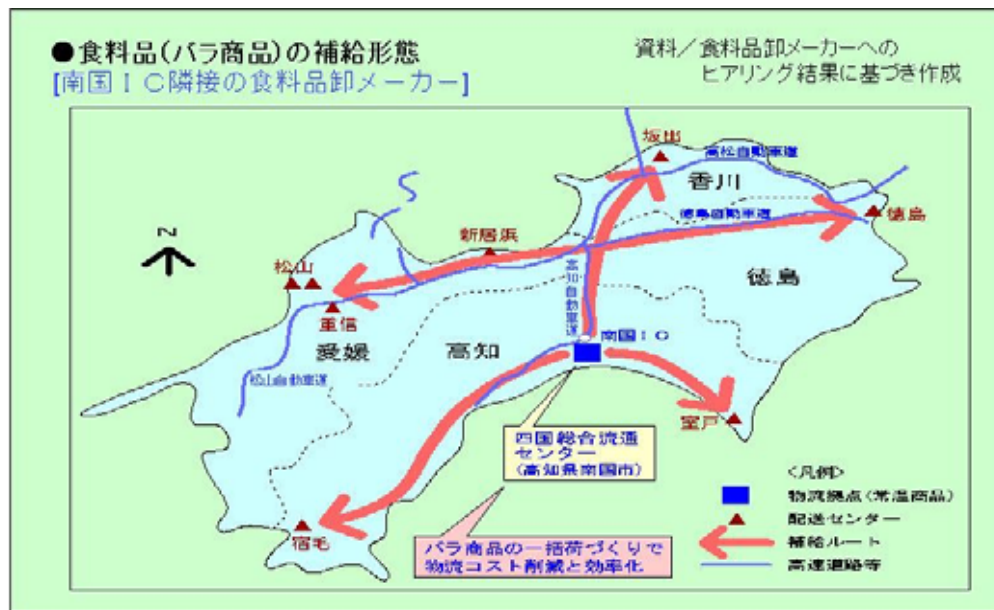 ●食料品(バラ商品)の補給形態
[南国ＩＣ隣接の食料品卸メーカー]
資料／食料品卸メーカーへの
ヒアリング結果に基づき作成
坂出
高松自動車道
香川
徳島自動車道
徳島
N
新居浜
松山
徳島
高知自動車道
重信
南国ＩＣ
愛媛
高知
松山自動車道
室戸
四国総合流通
センター
(高知県南国市)
<凡例>
物流拠点(常温商品)
配送センター
宿毛
補給ルート
バラ商品の一括荷づくりで
物流コスト削減と効率化
高速道路等